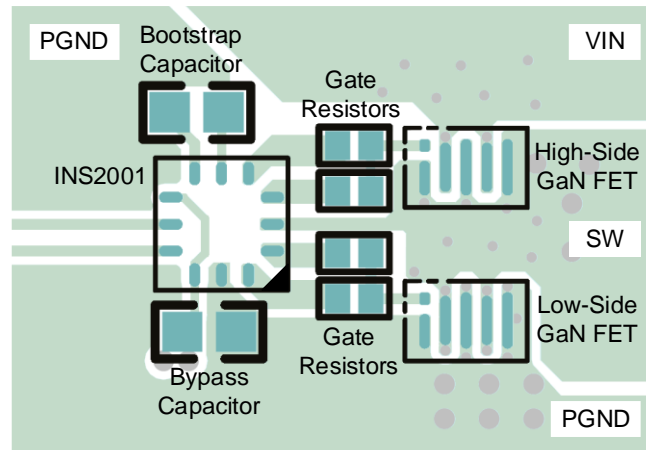 PGND
Bootstrap
Capacitor
VIN
Gate
Resistors
INS2001
High-Side
GaN FET
SW
Low-Side
GaN FET
Gate
Resistors
Bypass
Capacitor
PGND